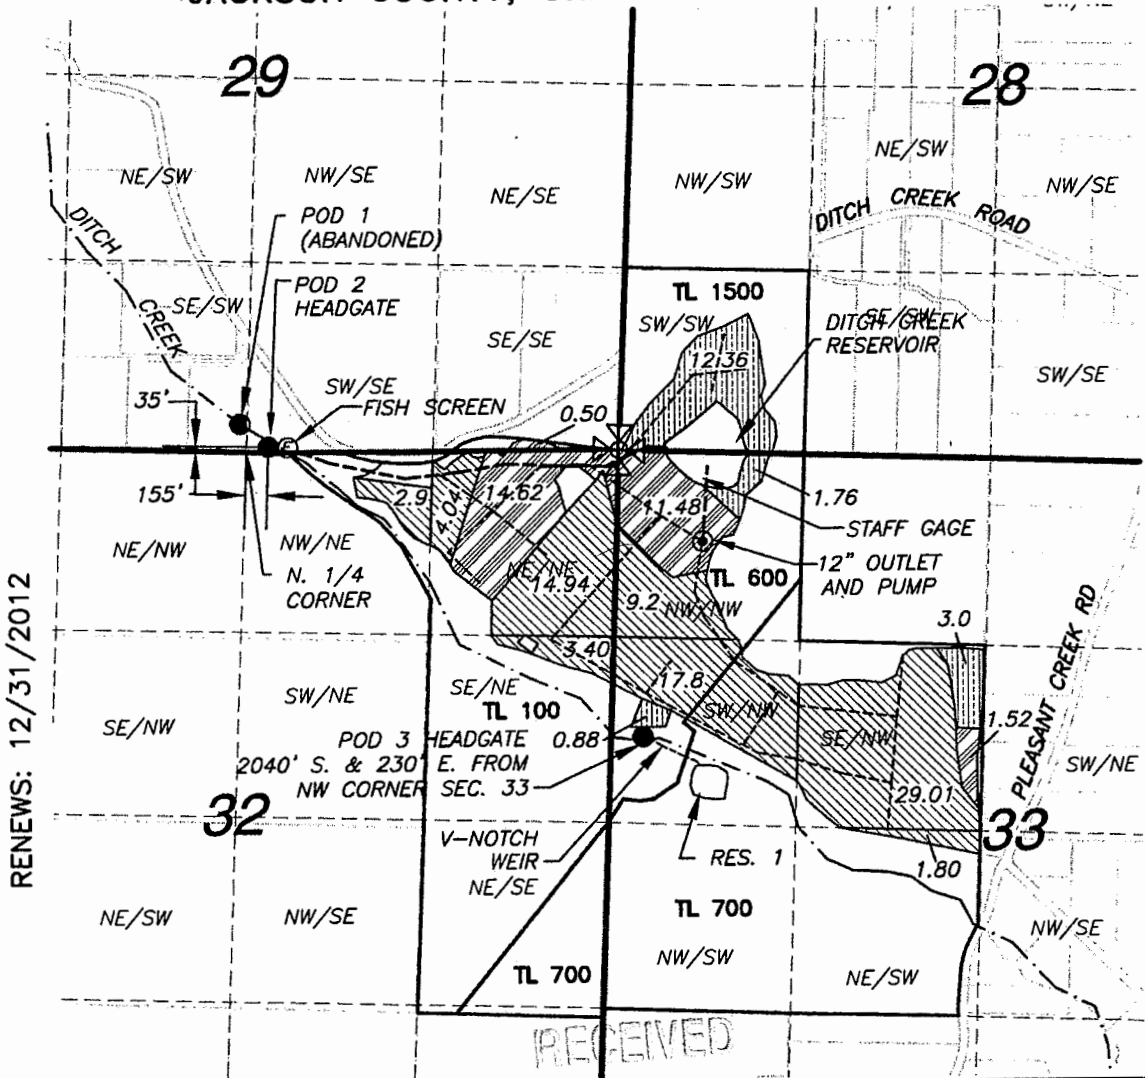 29
28
NE/SW
NW/SE
NE/SE
NW/SW
NE/SW
NW/SE
DITCH CREEK ROAD
DITCH
CREEK
POD 1
(ABANDONED)
POD 2
HEADGATE
SE/SW
SE/SE
TL 1500
SW/SW
SE/SW
DITCH CREEK
RESERVOIR
12.36
SW/SE
35'
SW/SE
FISH SCREEN
0.50
155'
2.9
4.04
14.62
11.48
1.76
STAFF GAGE
12" OUTLET
AND PUMP
NE/NW
NW/NE
N. 1/4
CORNER
NE/NE
14.94
9.2
NW/NW
TL 600
3.0
PLEASANT CREEK RD
RENEWS: 12/31/2012
3.40
17.8
SW/NE
SE/NE
TL 100
SW/NW
SE/NW
1.52
SE/NW
SW/NE
POD 3 HEADGATE
0.88
2040' S. & 230' E. FROM
NW CORNER SEC. 33
29.01
32
33
V-NOTCH
WEIR
RES. 1
1.80
NE/SE
NE/SW
NW/SE
TL 700
NW/SE
NW/SW
NE/SW
TL 700
RECEIVED